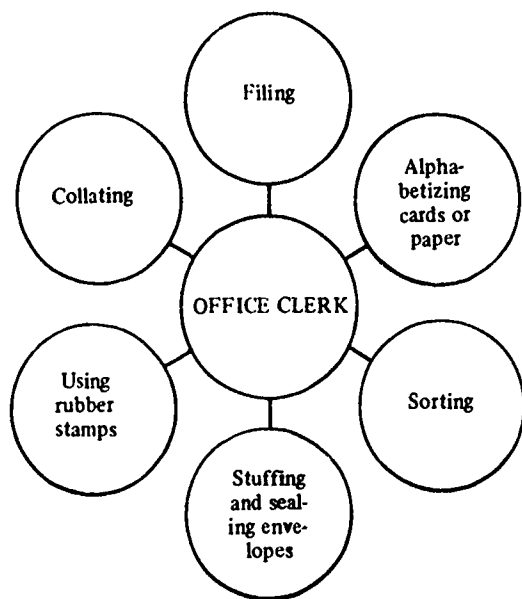 Filing
Collating
Alpha-
betizing
cards or
paper
OFFICE CLERK
Using
rubber
stamps
Sorting
Stuffing
and seal-
ing enve-
lopes